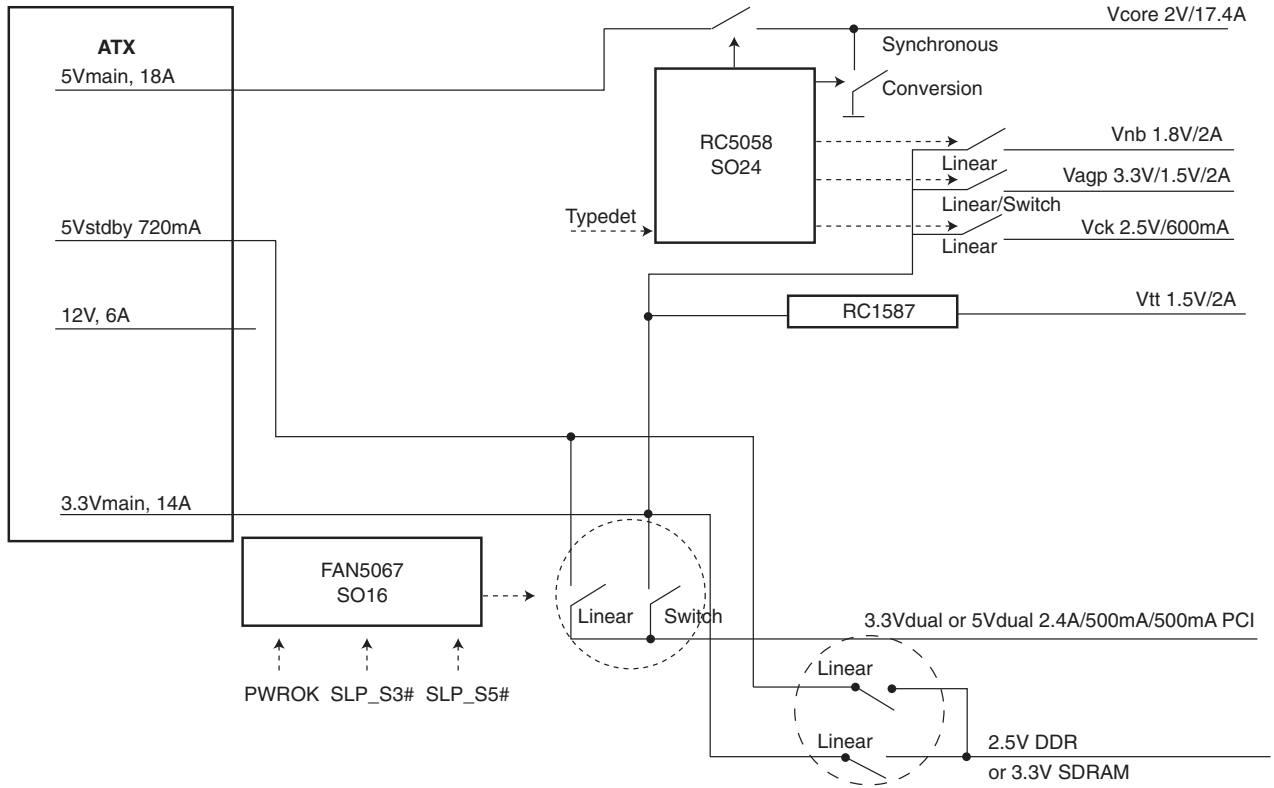 Vcore 2V/17.4A
ATX
Synchronous
5Vmain, 18A
Conversion
RC5058
SO24
Vnb 1.8V/2A
Linear
Vagp 3.3V/1.5V/2A
Linear/Switch
Typedet
5Vstdby 720mA
Vck 2.5V/600mA
Linear
12V, 6A
RC1587
Vtt 1.5V/2A
3.3Vmain, 14A
FAN5067
SO16
Linear
Switch
3.3Vdual or 5Vdual 2.4A/500mA/500mA PCI
PWROK SLP_S3# SLP_S5#
Linear
Linear
2.5V DDR
or 3.3V SDRAM